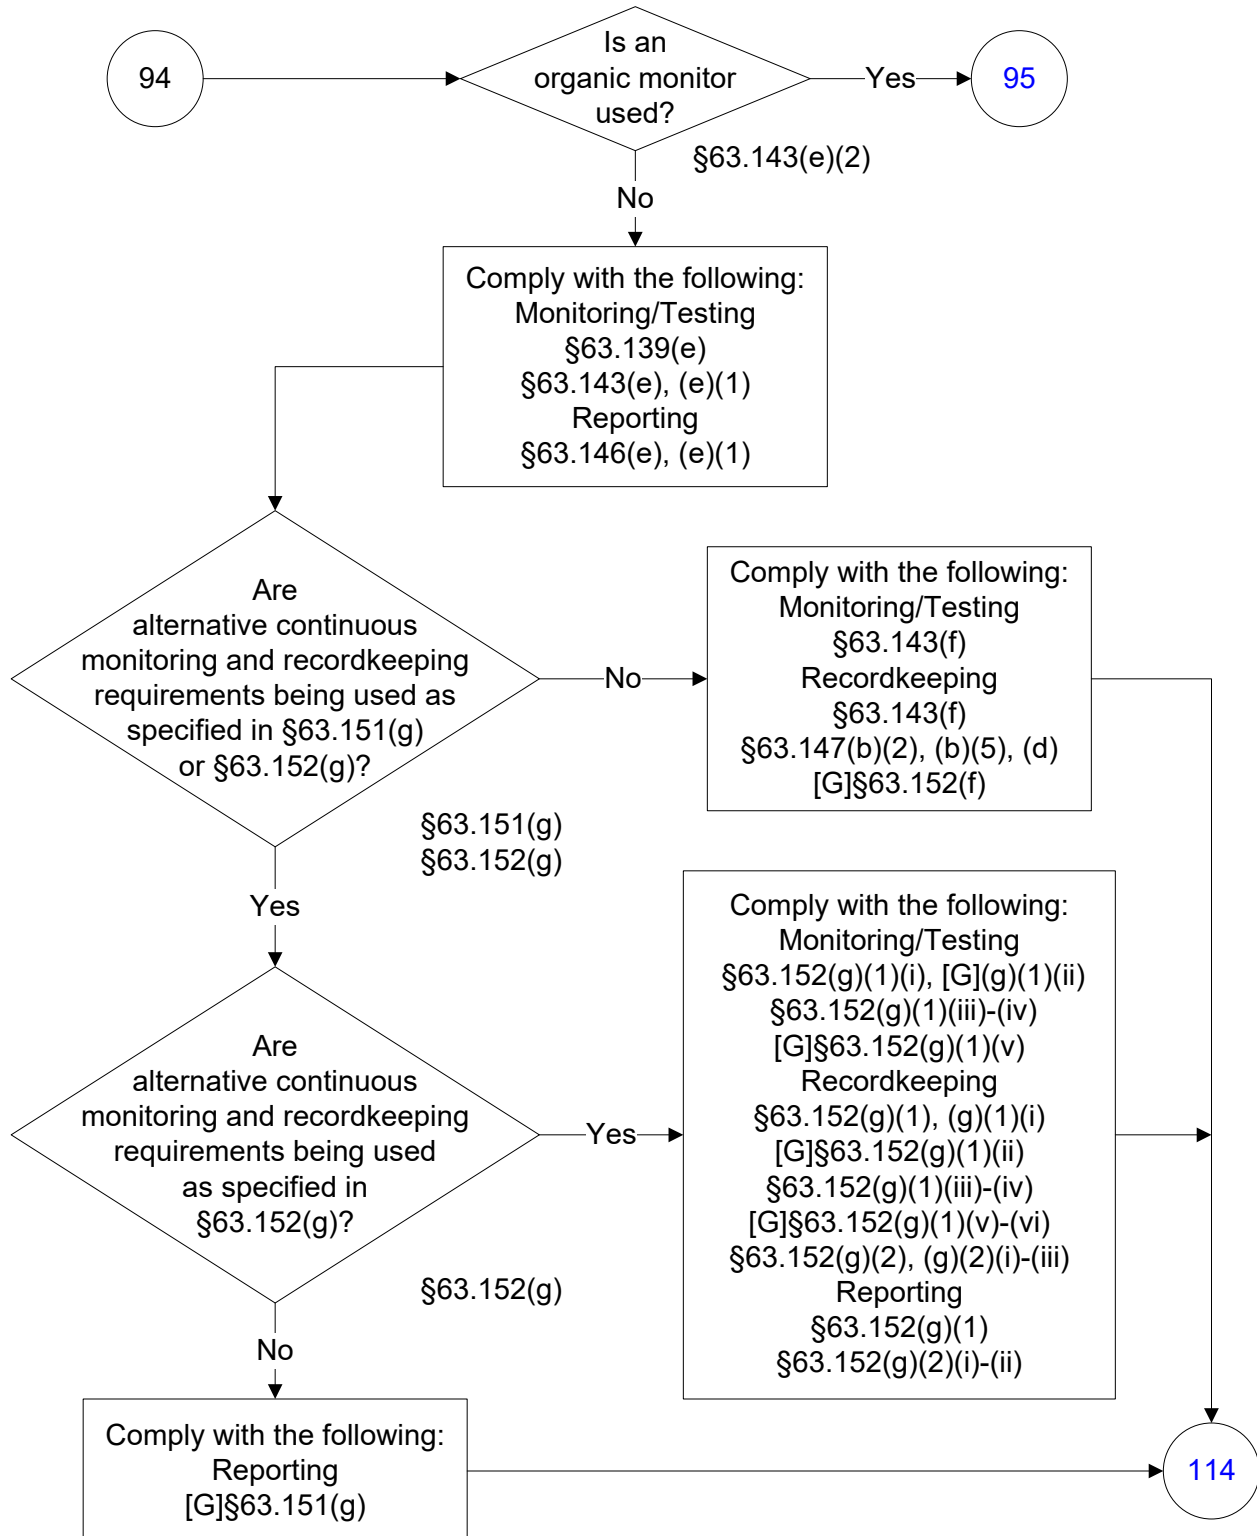 94
Is an
organic monitor
used?
Yes
95
§63.143(e)(2)
No
Comply with the following:
Monitoring/Testing
§63.139(e)
§63.143(e), (e)(1)
Reporting
§63.146(e), (e)(1)
Are
alternative continuous
monitoring and recordkeeping
requirements being used as
specified in §63.151(g)
or §63.152(g)?
No
Comply with the following:
Monitoring/Testing
§63.143(f)
Recordkeeping
§63.143(f)
§63.147(b)(2), (b)(5), (d)
[G]§63.152(f)
§63.151(g)
§63.152(g)
Yes
Are
alternative continuous
monitoring and recordkeeping
requirements being used
as specified in
§63.152(g)?
Yes
Comply with the following:
Monitoring/Testing
§63.152(g)(1)(i), [G](g)(1)(ii)
§63.152(g)(1)(iii)-(iv)
[G]§63.152(g)(1)(v)
Recordkeeping
§63.152(g)(1), (g)(1)(i)
[G]§63.152(g)(1)(ii)
§63.152(g)(1)(iii)-(iv)
[G]§63.152(g)(1)(v)-(vi)
§63.152(g)(2), (g)(2)(i)-(iii)
Reporting
§63.152(g)(1)
§63.152(g)(2)(i)-(ii)
§63.152(g)
No
Comply with the following:
Reporting
[G]§63.151(g)
114